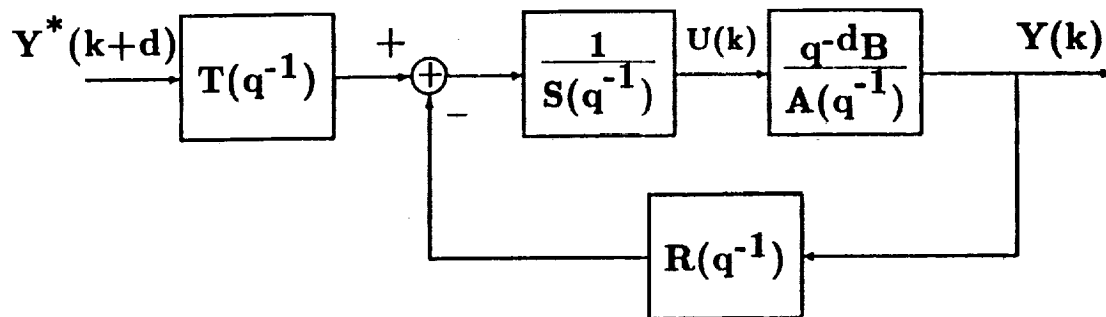 Y*(k+d)
T(q⁻¹)
+
+
−
1
S(q⁻¹)
U(k)
q⁻ᵈB
A(q⁻¹)
Y(k)
R(q⁻¹)